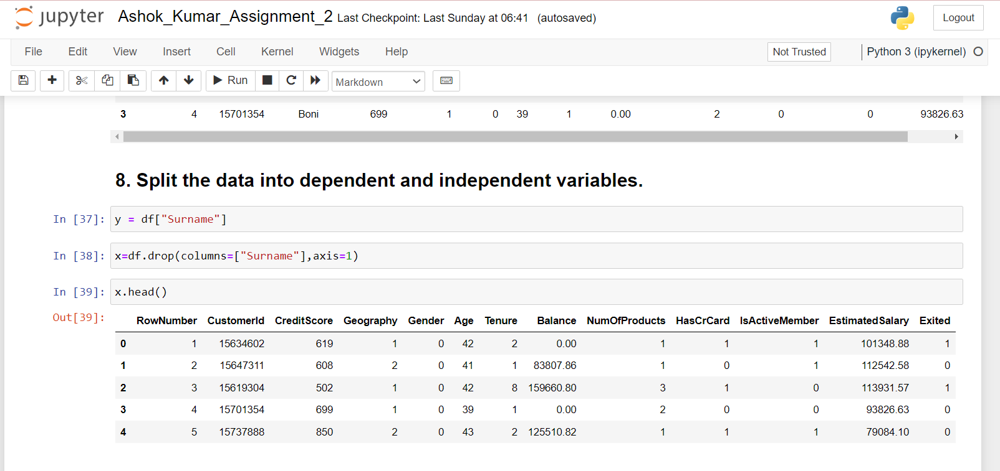 jupyter Ashok_Kumar_Assignment_2 Last Checkpoint: Last Sunday at 06:41 (autosaved) Logout
File Edit View Insert Cell Kernel Widgets Help Not Trusted Python 3 (ipykernel)
Run Markdown
3 4 15701354 Boni 699 1 0 39 1 0.00 2 0 0 93826.63
8. Split the data into dependent and independent variables.
In [37]: y = df["Surname"]
In [38]: x=df.drop(columns=["Surname"],axis=1)
In [39]: x.head()
Out[39]:
RowNumber CustomerId CreditScore Geography Gender Age Tenure Balance NumOfProducts HasCrCard IsActiveMember EstimatedSalary Exited
0 1 15634602 619 1 0 42 2 0.00 1 1 1 101348.88 1
1 2 15647311 608 2 0 41 1 83807.86 1 0 1 112542.58 0
2 3 15619304 502 1 0 42 8 159660.80 3 1 0 113931.57 1
3 4 15701354 699 1 0 39 1 0.00 2 0 0 93826.63 0
4 5 15737888 850 2 0 43 2 125510.82 1 1 1 79084.10 0